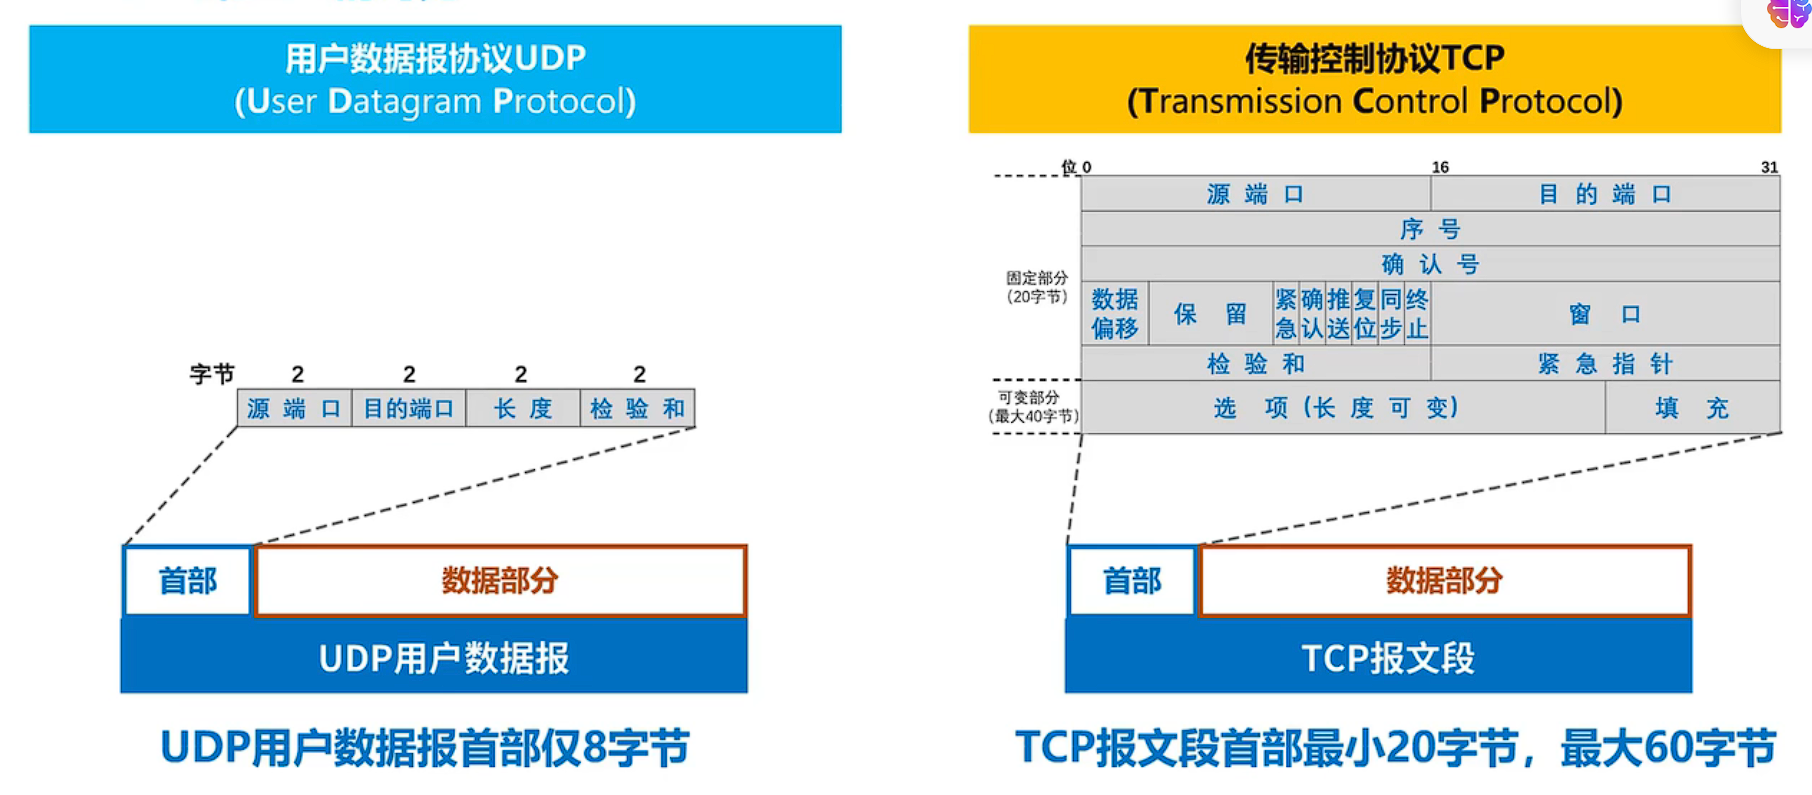 用户数据报协议UDP
(User Datagram Protocol)
字节 2 2 2 2
源端口 目的端口 长度 检验和
首部 数据部分
UDP用户数据报
UDP用户数据报首部仅8字节
传输控制协议TCP
(Transmission Control Protocol)
位 0 16 31
源端口 目的端口
序号
确认号
固定部分
(20字节)
数据偏移 保留 紧急 确认 推送 复位 同步 终止 窗口
检验和 紧急指针
可变部分
(最大40字节)
选项(长度可变) 填充
首部 数据部分
TCP报文段
TCP报文段首部最小20字节，最大60字节